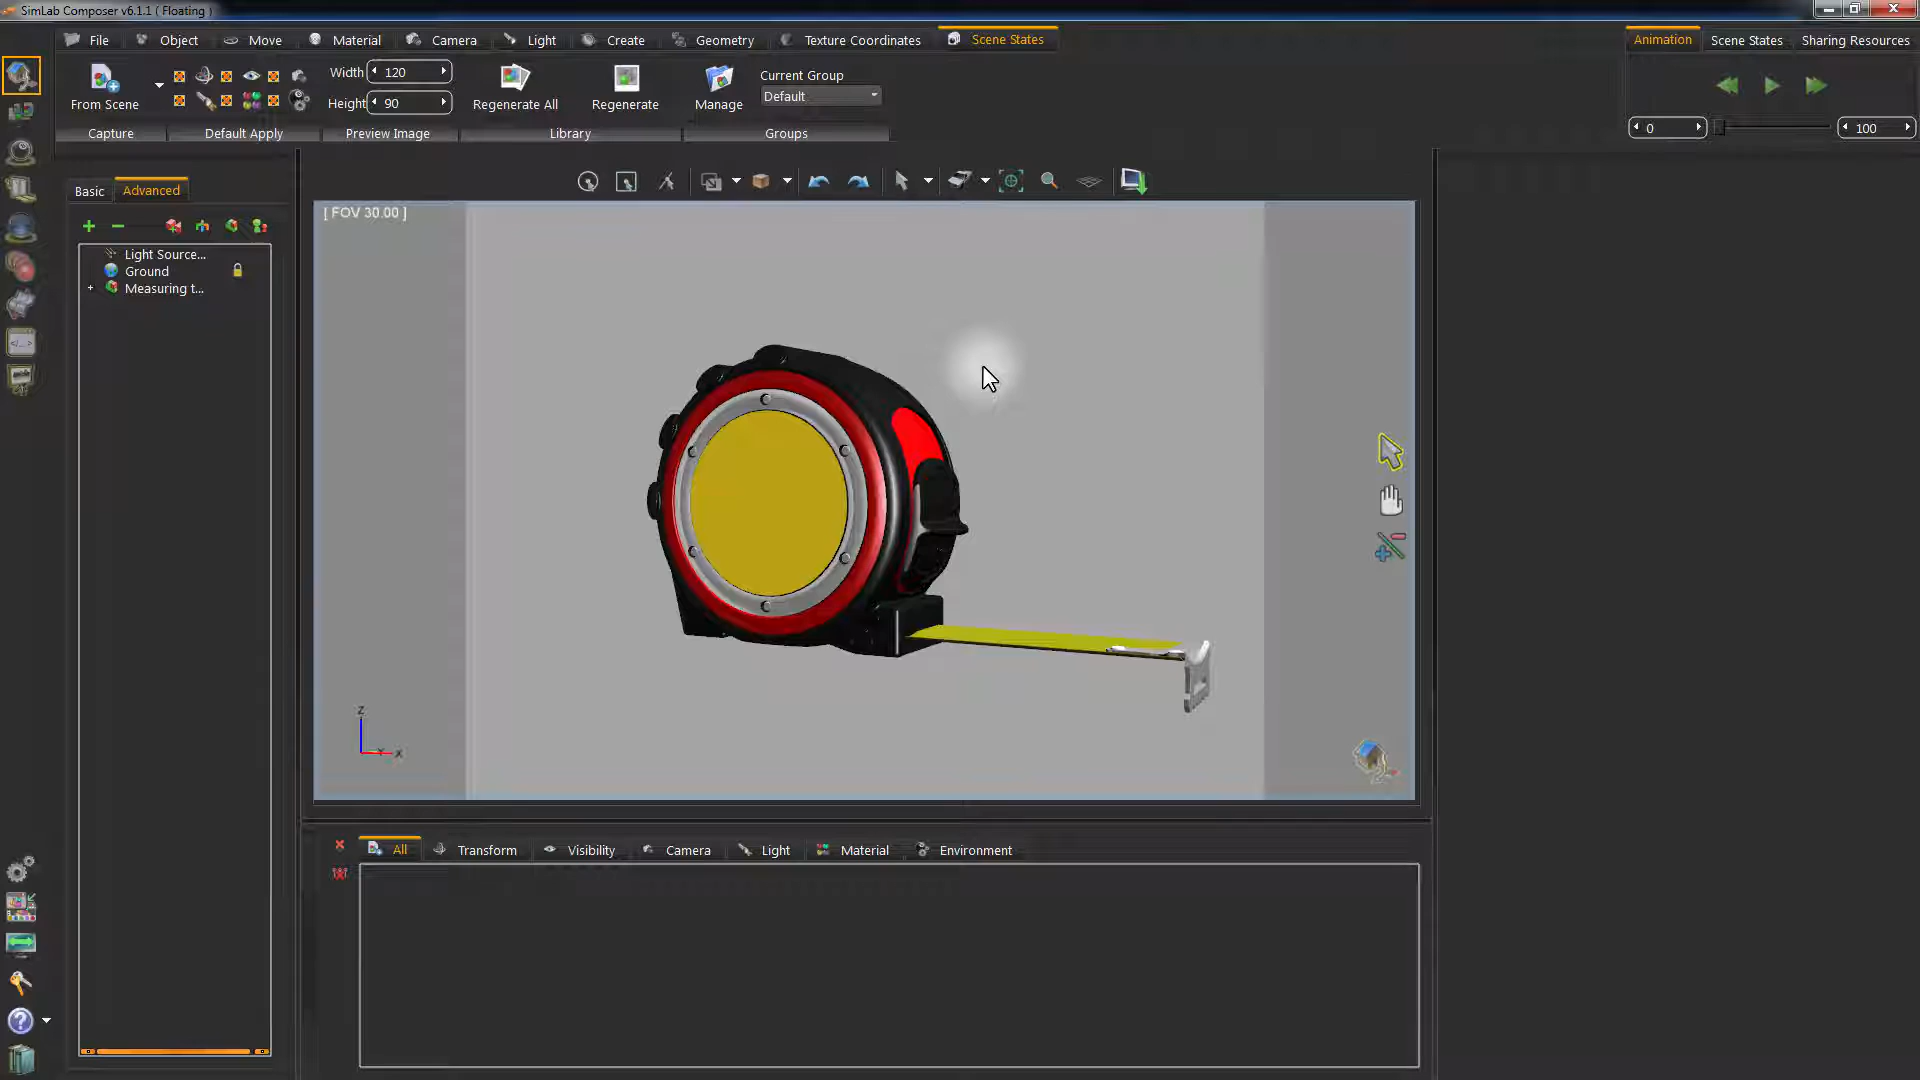 SimLab Composer v6.1.1 ( Floating )
File Object Move Material Camera Light Create Geometry Texture Coordinates Scene States
Animation Scene States Sharing Resources
From Scene
Width 120
Height 90
Regenerate All
Regenerate
Manage
Current Group
Default
Capture Default Apply Preview Image Library Groups
0 100
Basic Advanced
[ FOV 30.00 ]
Light Source...
Ground
Measuring t...
Z
Y X
All Transform Visibility Camera Light Material Environment